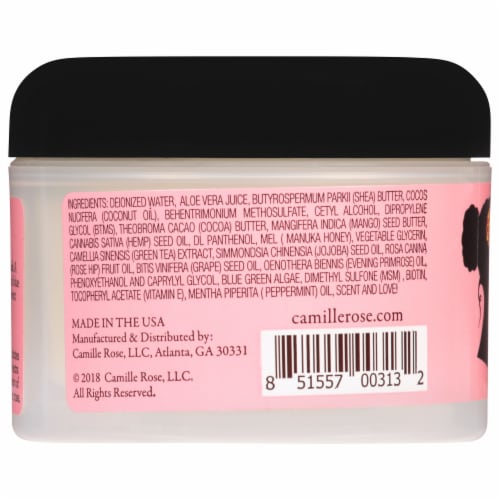 INGREDIENTS: DEIONIZED WATER, ALOE VERA JUICE, BUTYROSPERMUM PARKII (SHEA) BUTTER, COCOS
NUCIFERA (COCONUT OIL), BEHENTRIMONIUM METHOSULFATE, CETYL ALCOHOL, DIPROPYLENE
GLYCOL (BTMS), THEOBROMA CACAO (COCOA) BUTTER, MANGIFERA INDICA (MANGO) SEED BUTTER,
CANNABIS SATIVA (HEMP) SEED OIL, DL PANTHENOL, MEL ( MANUKA HONEY), VEGETABLE GLYCERIN,
CAMELLIA SINENSIS (GREEN TEA) EXTRACT, SIMMONDSIA CHINENSIA (JOJOBA) SEED OIL, ROSA CANINA
(ROSE HIP) FRUIT OIL, BITIS VINIFERA (GRAPE) SEED OIL, OENOTHERA BIENNIS (EVENING PRIMROSE) OIL,
PHENOXYETHANOL AND CAPRYLYL GLYCOL, BLUE GREEN ALGAE, DIMETHYL SULFONE (MSM) , BIOTIN,
TOCOPHERYL ACETATE (VITAMIN E), MENTHA PIPERITA ( PEPPERMINT) OIL, SCENT AND LOVE!
MADE IN THE USA
Manufactured & Distributed by:
Camille Rose, LLC, Atlanta, GA 30331
©2018 Camille Rose, LLC.
All Rights Reserved.
camillerose.com
8 51557 00313 2